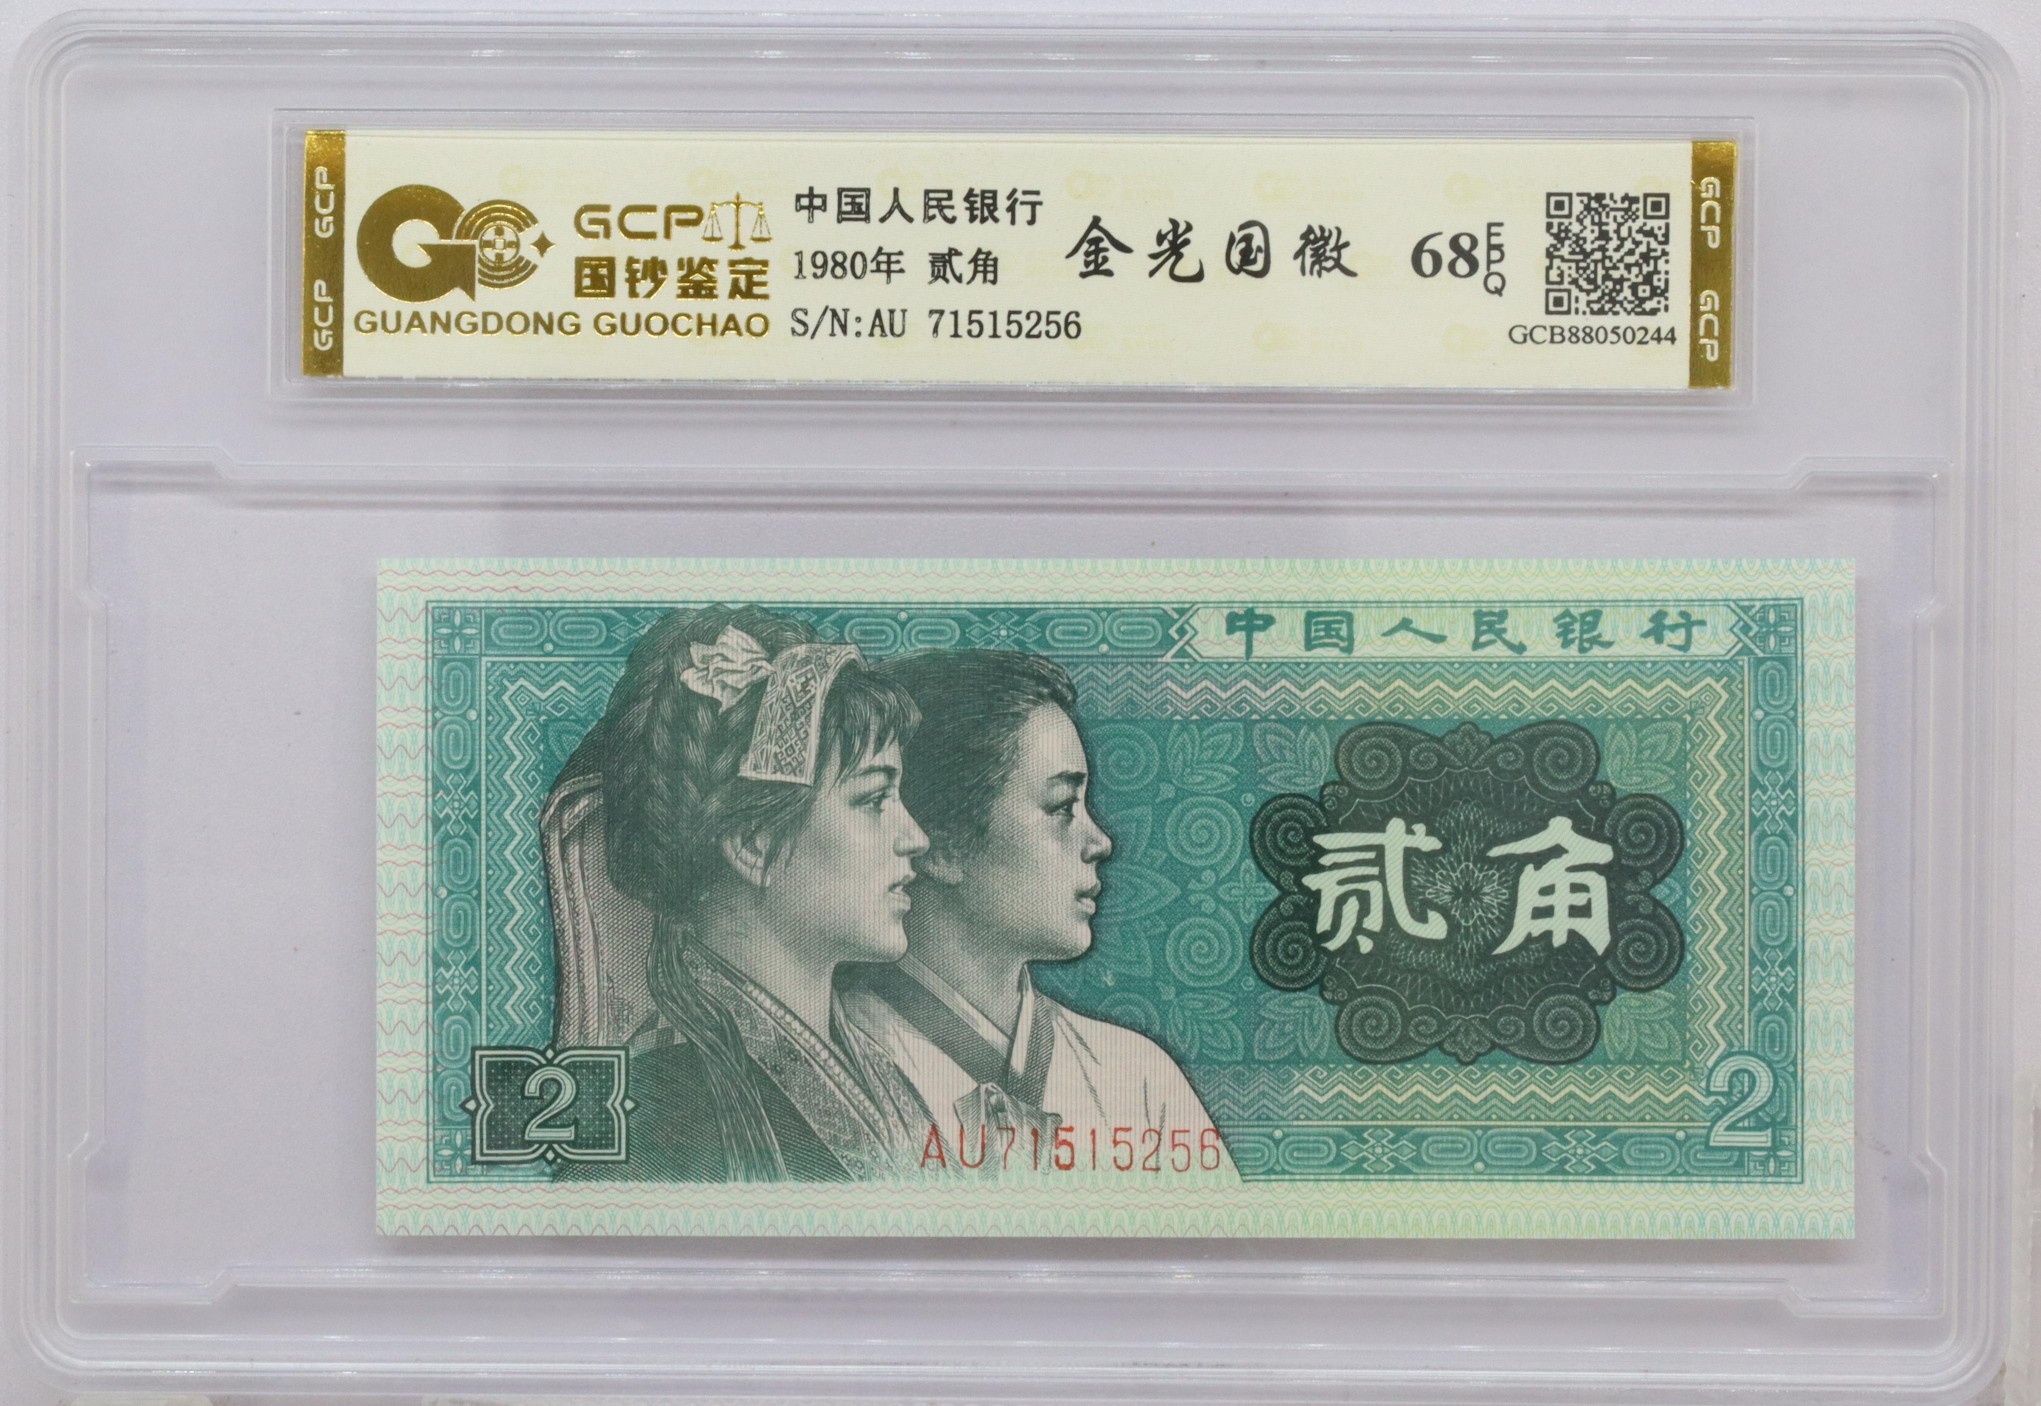 GCP GCP
GCP
国钞鉴定
GUANGDONG GUOCHAO
中国人民银行
1980年 贰角
S/N:AU 71515256
金光国徽
68 EPQ
GCB88050244
GCP GCP
中国人民银行
贰角
2
AU71515256
2